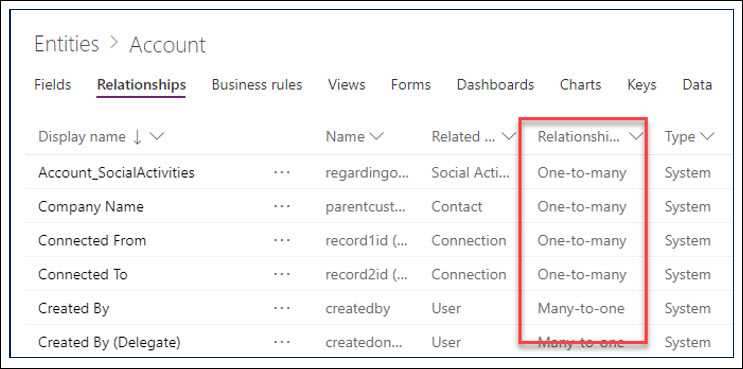 Entities > Account
Fields Relationships Business rules Views Forms Dashboards Charts Keys Data
Display name ↓ Name Related ... Relationshi... Type
Account_SocialActivities ... regardingo... Social Acti... One-to-many System
Company Name ... parentcust... Contact One-to-many System
Connected From ... record1id (... Connection One-to-many System
Connected To ... record2id (... Connection One-to-many System
Created By ... createdby User Many-to-one System
Created By (Delegate) ... createdon... User Many-to-one System